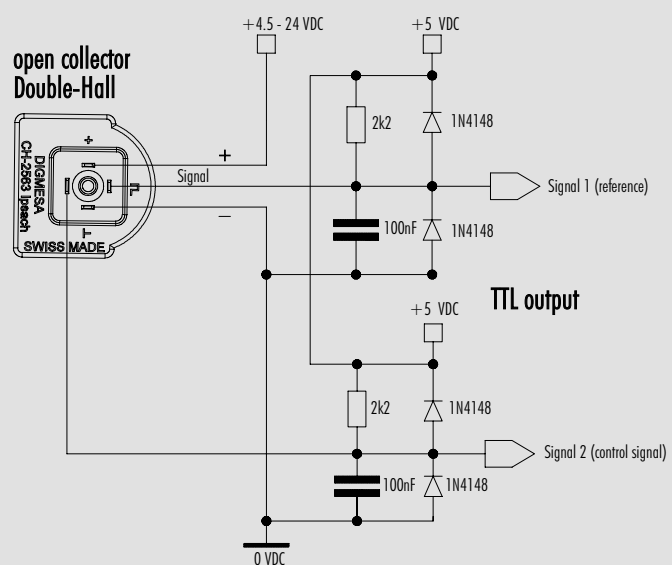 +4.5 - 24 VDC
+5 VDC
open collector
Double-Hall
2k2
1N4148
+
DIGMESA
CH-2563 Ipsach
SWISS MADE
+
Signal
−
Signal 1 (reference)
100nF
1N4148
TTL output
+5 VDC
2k2
1N4148
Signal 2 (control signal)
100nF
1N4148
0 VDC